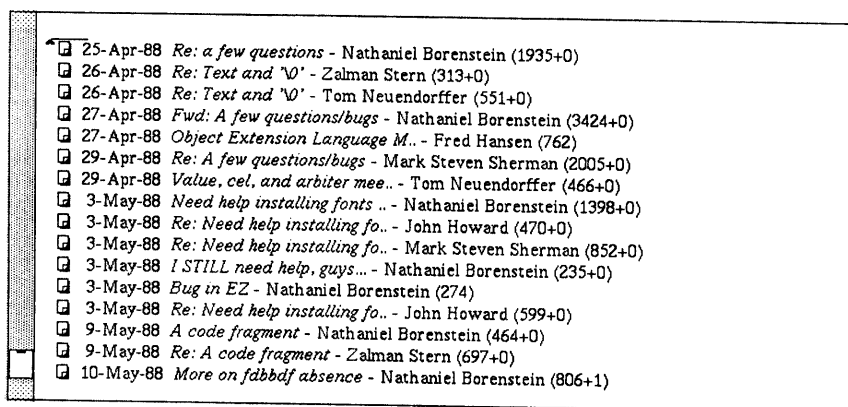 25-Apr-88 Re: a few questions - Nathaniel Borenstein (1935+0)
26-Apr-88 Re: Text and '\0' - Zalman Stern (313+0)
26-Apr-88 Re: Text and '\0' - Tom Neuendorffer (551+0)
27-Apr-88 Fwd: A few questions/bugs - Nathaniel Borenstein (3424+0)
27-Apr-88 Object Extension Language M.. - Fred Hansen (762)
29-Apr-88 Re: A few questions/bugs - Mark Steven Sherman (2005+0)
29-Apr-88 Value, cel, and arbiter mee.. - Tom Neuendorffer (466+0)
3-May-88 Need help installing fonts .. - Nathaniel Borenstein (1398+0)
3-May-88 Re: Need help installing fo.. - John Howard (470+0)
3-May-88 Re: Need help installing fo.. - Mark Steven Sherman (852+0)
3-May-88 I STILL need help, guys... - Nathaniel Borenstein (235+0)
3-May-88 Bug in EZ - Nathaniel Borenstein (274)
3-May-88 Re: Need help installing fo.. - John Howard (599+0)
9-May-88 A code fragment - Nathaniel Borenstein (464+0)
9-May-88 Re: A code fragment - Zalman Stern (697+0)
10-May-88 More on fdbbdf absence - Nathaniel Borenstein (806+1)